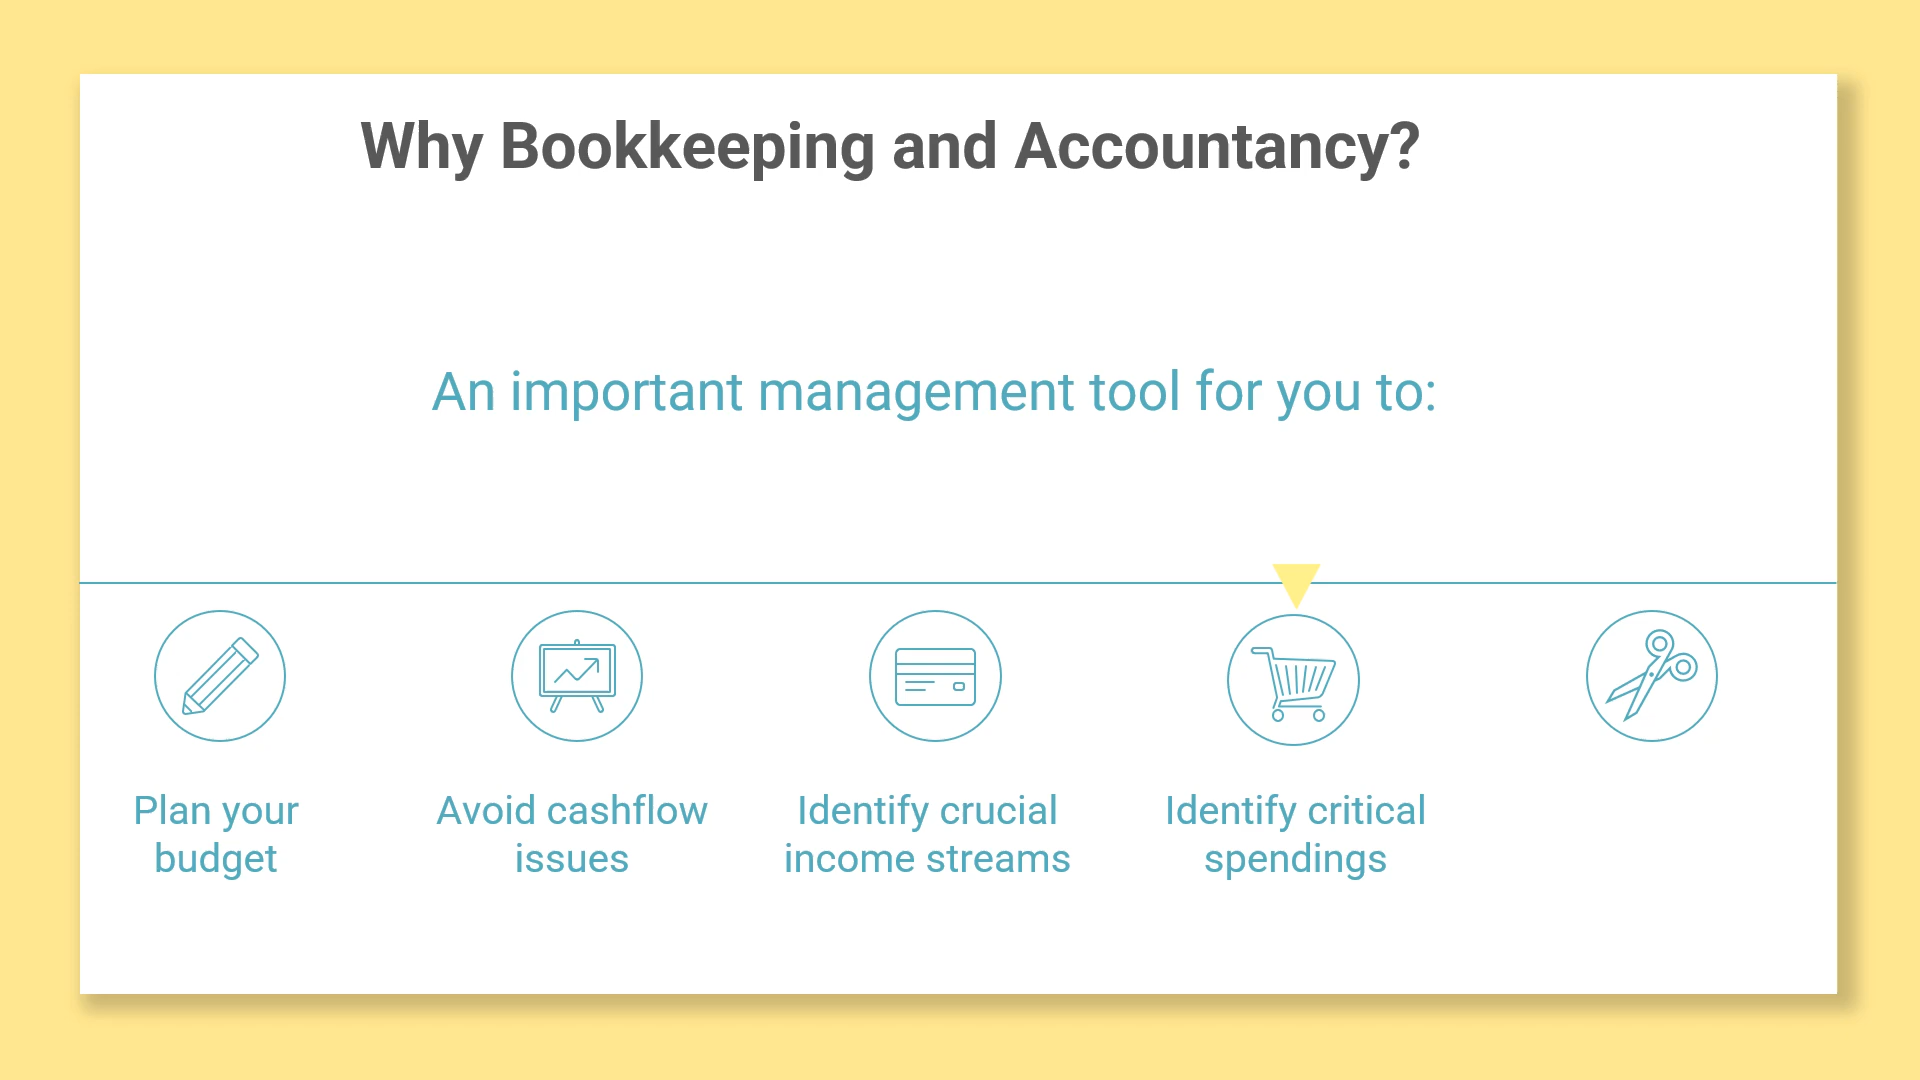 Why Bookkeeping and Accountancy?
An important management tool for you to:
Plan your
budget
Avoid cashflow
issues
Identify crucial
income streams
Identify critical
spendings